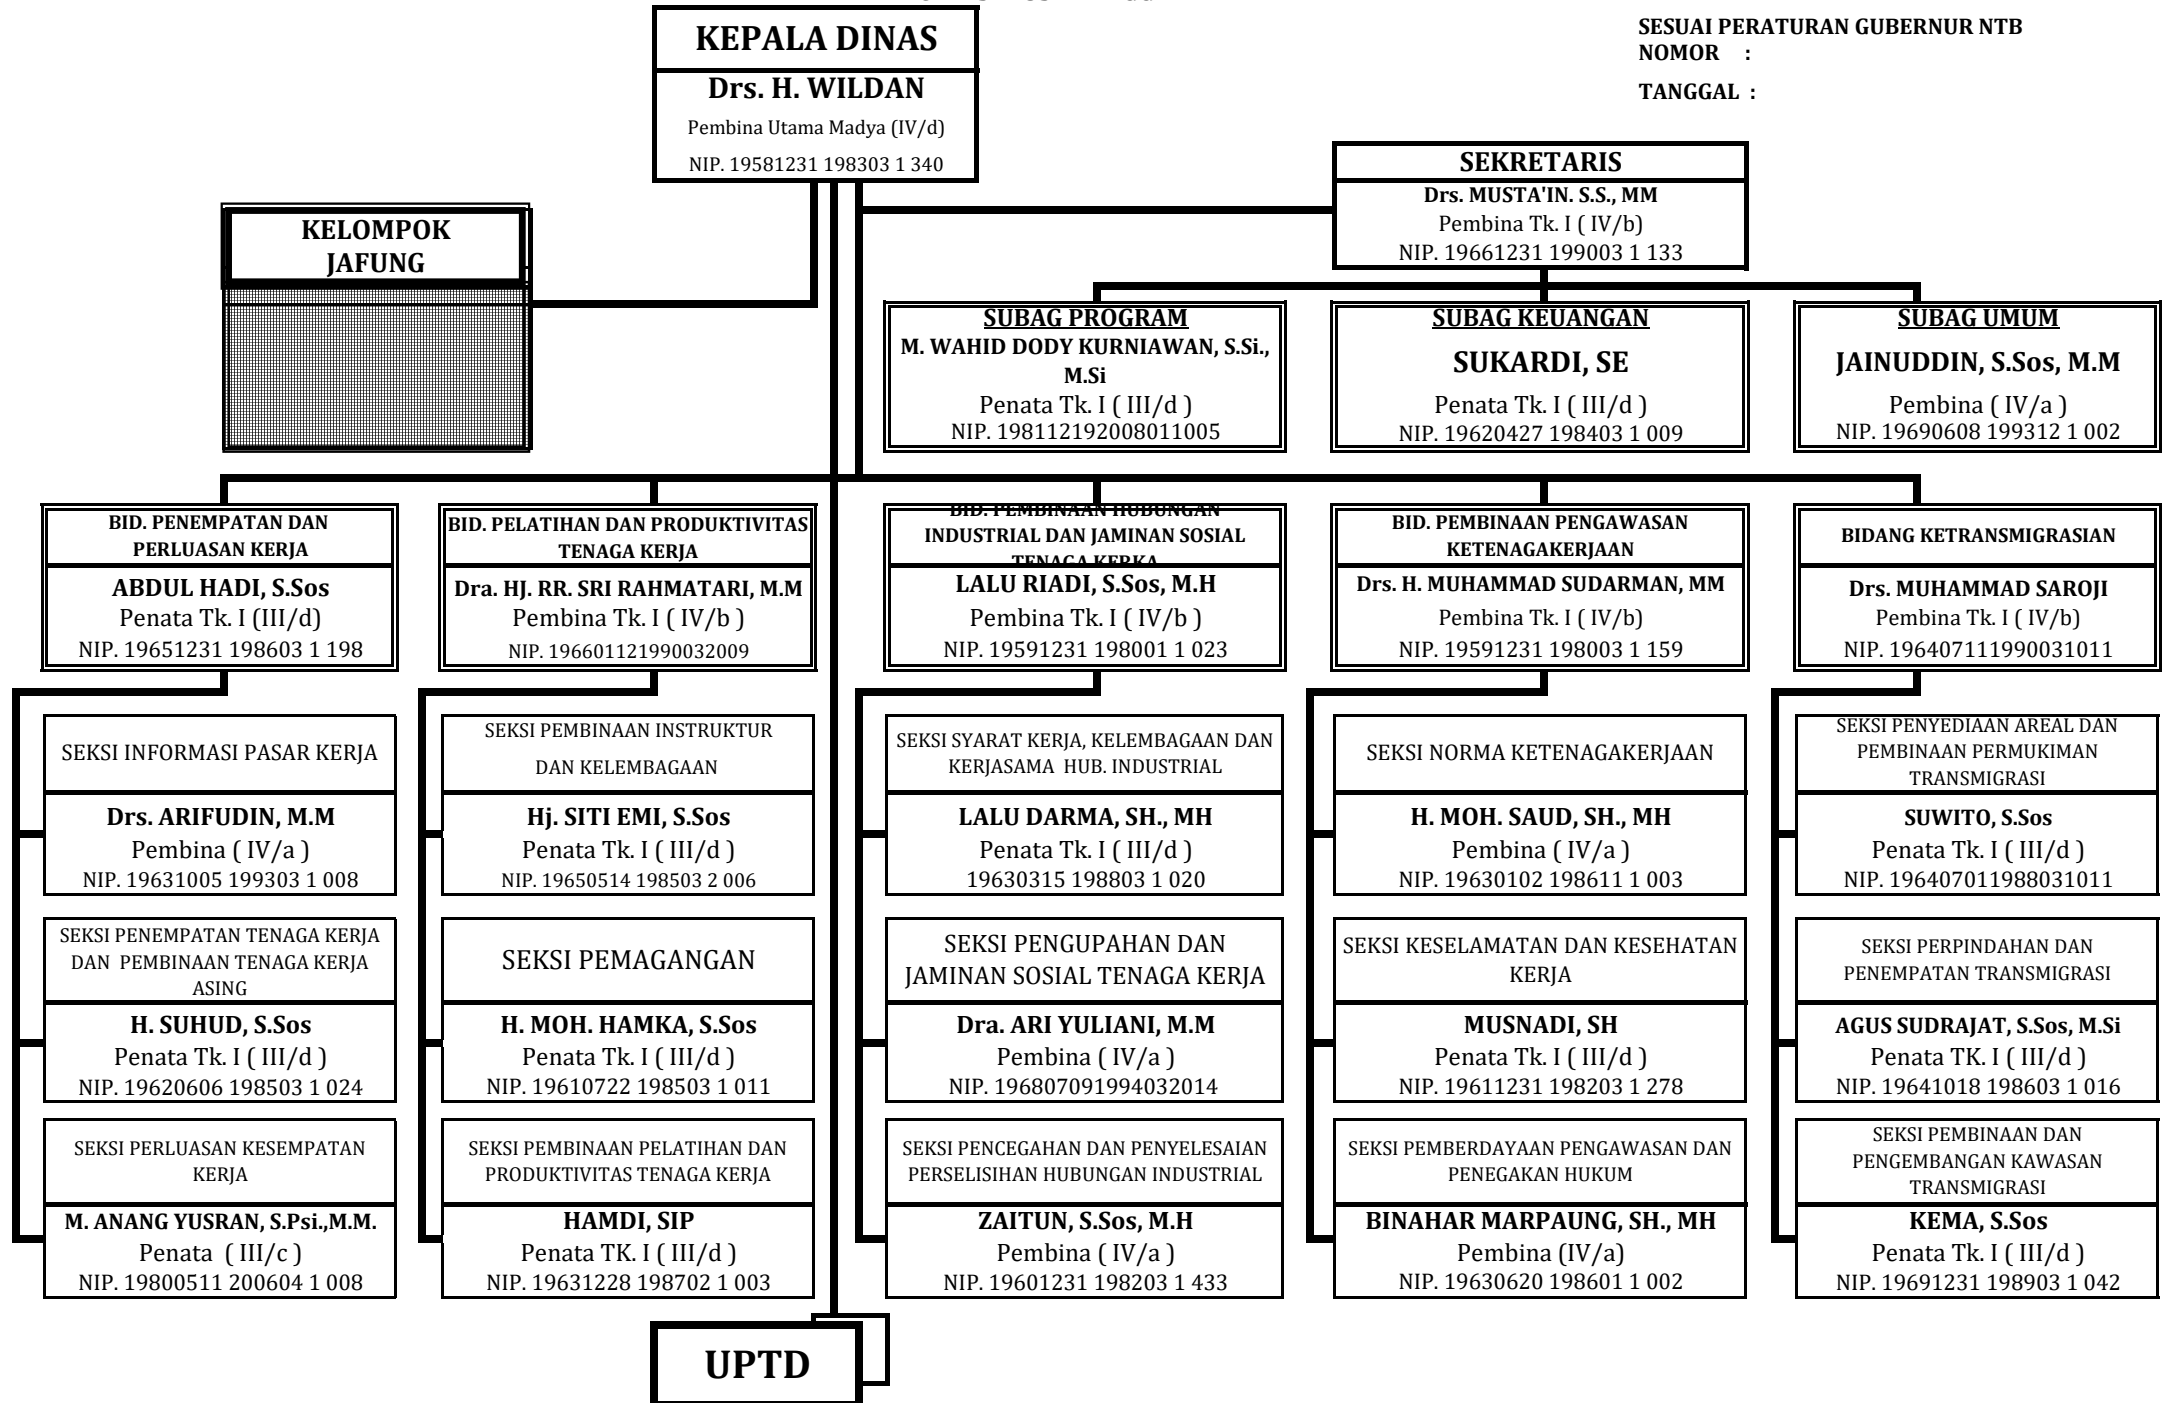 KEPALA DINAS
Drs. H. WILDAN
Pembina Utama Madya (IV/d)
NIP. 19581231 198303 1 340
SESUAI PERATURAN GUBERNUR NTB
NOMOR :
TANGGAL :
SEKRETARIS
Drs. MUSTA'IN. S.S., MM
Pembina Tk. I ( IV/b)
NIP. 19661231 199003 1 133
KELOMPOK
JAFUNG
SUBAG PROGRAM
M. WAHID DODY KURNIAWAN, S.Si.,
M.Si
Penata Tk. I ( III/d )
NIP. 198112192008011005
SUBAG KEUANGAN
SUKARDI, SE
Penata Tk. I ( III/d )
NIP. 19620427 198403 1 009
SUBAG UMUM
JAINUDDIN, S.Sos, M.M
Pembina ( IV/a )
NIP. 19690608 199312 1 002
BID. PENEMPATAN DAN
PERLUASAN KERJA
ABDUL HADI, S.Sos
Penata Tk. I (III/d)
NIP. 19651231 198603 1 198
BID. PELATIHAN DAN PRODUKTIVITAS
TENAGA KERJA
Dra. HJ. RR. SRI RAHMATARI, M.M
Pembina Tk. I ( IV/b )
NIP. 196601121990032009
BID. PEMBINAAN HUBUNGAN
INDUSTRIAL DAN JAMINAN SOSIAL
TENAGA KERKA
LALU RIADI, S.Sos, M.H
Pembina Tk. I ( IV/b )
NIP. 19591231 198001 1 023
BID. PEMBINAAN PENGAWASAN
KETENAGAKERJAAN
Drs. H. MUHAMMAD SUDARMAN, MM
Pembina Tk. I ( IV/b)
NIP. 19591231 198003 1 159
BIDANG KETRANSMIGRASIAN
Drs. MUHAMMAD SAROJI
Pembina Tk. I ( IV/b)
NIP. 196407111990031011
SEKSI INFORMASI PASAR KERJA
Drs. ARIFUDIN, M.M
Pembina ( IV/a )
NIP. 19631005 199303 1 008
SEKSI PEMBINAAN INSTRUKTUR
DAN KELEMBAGAAN
Hj. SITI EMI, S.Sos
Penata Tk. I ( III/d )
NIP. 19650514 198503 2 006
SEKSI SYARAT KERJA, KELEMBAGAAN DAN
KERJASAMA HUB. INDUSTRIAL
LALU DARMA, SH., MH
Penata Tk. I ( III/d )
19630315 198803 1 020
SEKSI NORMA KETENAGAKERJAAN
H. MOH. SAUD, SH., MH
Pembina ( IV/a )
NIP. 19630102 198611 1 003
SEKSI PENYEDIAAN AREAL DAN
PEMBINAAN PERMUKIMAN
TRANSMIGRASI
SUWITO, S.Sos
Penata Tk. I ( III/d )
NIP. 196407011988031011
SEKSI PENEMPATAN TENAGA KERJA
DAN PEMBINAAN TENAGA KERJA
ASING
H. SUHUD, S.Sos
Penata Tk. I ( III/d )
NIP. 19620606 198503 1 024
SEKSI PEMAGANGAN
H. MOH. HAMKA, S.Sos
Penata Tk. I ( III/d )
NIP. 19610722 198503 1 011
SEKSI PENGUPAHAN DAN
JAMINAN SOSIAL TENAGA KERJA
Dra. ARI YULIANI, M.M
Pembina ( IV/a )
NIP. 196807091994032014
SEKSI KESELAMATAN DAN KESEHATAN
KERJA
MUSNADI, SH
Penata Tk. I ( III/d )
NIP. 19611231 198203 1 278
SEKSI PERPINDAHAN DAN
PENEMPATAN TRANSMIGRASI
AGUS SUDRAJAT, S.Sos, M.Si
Penata TK. I ( III/d )
NIP. 19641018 198603 1 016
SEKSI PERLUASAN KESEMPATAN
KERJA
M. ANANG YUSRAN, S.Psi.,M.M.
Penata ( III/c )
NIP. 19800511 200604 1 008
SEKSI PEMBINAAN PELATIHAN DAN
PRODUKTIVITAS TENAGA KERJA
HAMDI, SIP
Penata TK. I ( III/d )
NIP. 19631228 198702 1 003
SEKSI PENCEGAHAN DAN PENYELESAIAN
PERSELISIHAN HUBUNGAN INDUSTRIAL
ZAITUN, S.Sos, M.H
Pembina ( IV/a )
NIP. 19601231 198203 1 433
SEKSI PEMBERDAYAAN PENGAWASAN DAN
PENEGAKAN HUKUM
BINAHAR MARPAUNG, SH., MH
Pembina (IV/a)
NIP. 19630620 198601 1 002
SEKSI PEMBINAAN DAN
PENGEMBANGAN KAWASAN
TRANSMIGRASI
KEMA, S.Sos
Penata Tk. I ( III/d )
NIP. 19691231 198903 1 042
UPTD